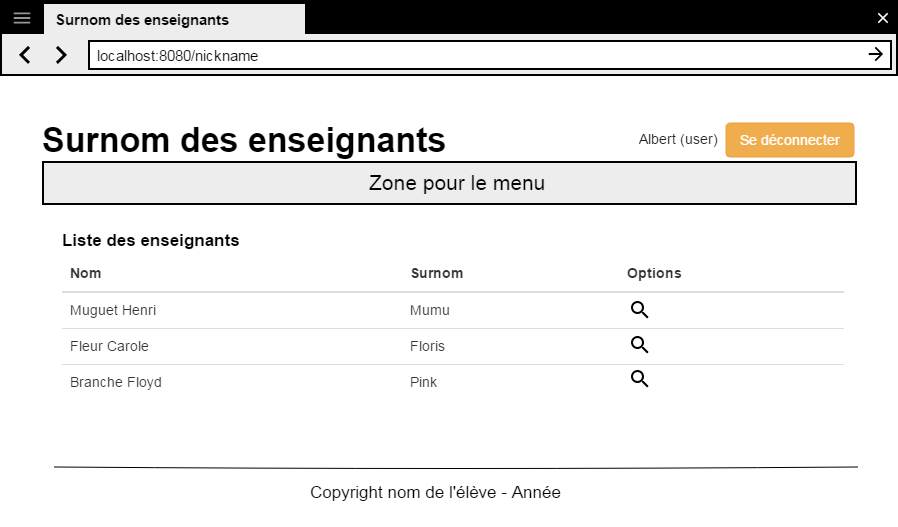 Surnom des enseignants
localhost:8080/nickname
Surnom des enseignants
Albert (user) Se déconnecter
Zone pour le menu
Liste des enseignants
Nom Surnom Options
Muguet Henri Mumu
Fleur Carole Floris
Branche Floyd Pink
Copyright nom de l'élève - Année